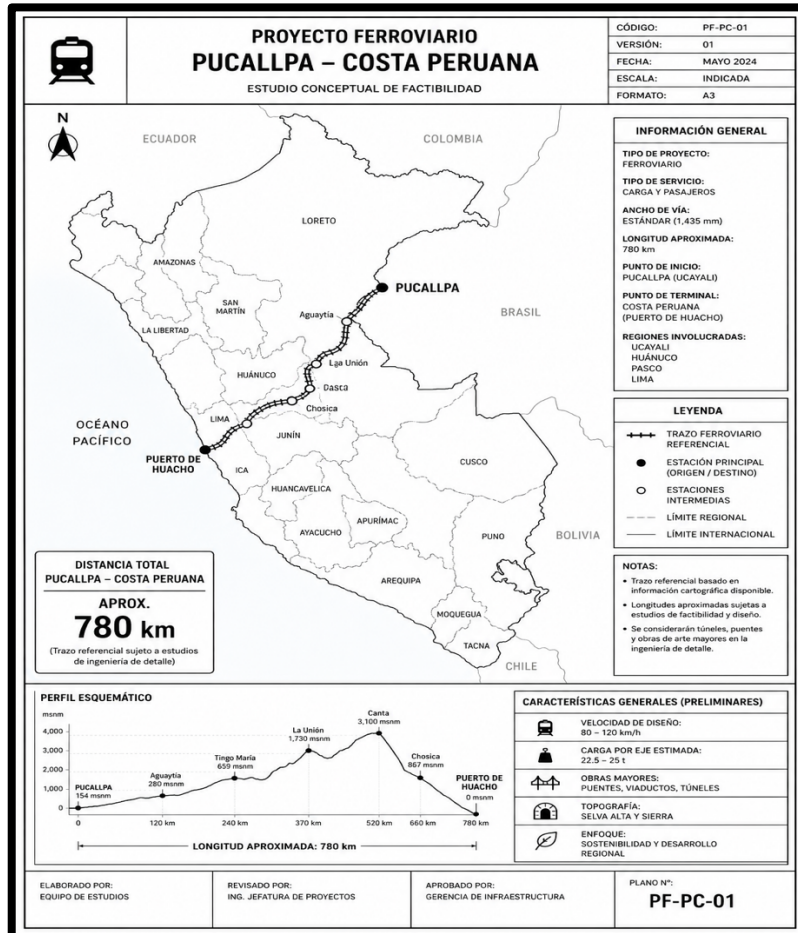 PROYECTO FERROVIARIO
PUCALLPA – COSTA PERUANA
ESTUDIO CONCEPTUAL DE FACTIBILIDAD
CÓDIGO: PF-PC-01
VERSIÓN: 01
FECHA: MAYO 2024
ESCALA: INDICADA
FORMATO: A3
N
ECUADOR
COLOMBIA
LORETO
AMAZONAS
SAN
MARTÍN
PUCALLPA
BRASIL
LA LIBERTAD
Aguaytía
HUÁNUCO
Dasta
Chosica
LIMA
JUNÍN
OCÉANO
PACÍFICO
PUERTO DE
HUACHO
ICA
CUSCO
HUANCAVELICA
APURÍMAC
AYACUCHO
PUNO
BOLIVIA
AREQUIPA
MOQUEGUA
TACNA
CHILE
INFORMACIÓN GENERAL
TIPO DE PROYECTO:
FERROVIARIO
TIPO DE SERVICIO:
CARGA Y PASAJEROS
ANCHO DE VÍA:
ESTÁNDAR (1,435 mm)
LONGITUD APROXIMADA:
780 km
PUNTO DE INICIO:
PUCALLPA (UCAYALI)
PUNTO DE TERMINAL:
COSTA PERUANA
(PUERTO DE HUACHO)
REGIONES INVOLUCRADAS:
UCAYALI
HUÁNUCO
PASCO
LIMA
LEYENDA
TRAZO FERROVIARIO
REFERENCIAL
ESTACIÓN PRINCIPAL
(ORIGEN / DESTINO)
ESTACIONES
INTERMEDIAS
LÍMITE REGIONAL
LÍMITE INTERNACIONAL
NOTAS:
• Trazo referencial basado en
información cartográfica disponible.
• Longitudes aproximadas sujetas a
estudios de factibilidad y diseño.
• Se considerarán túneles, puentes
y obras de arte mayores en la
ingeniería de detalle.
DISTANCIA TOTAL
PUCALLPA – COSTA PERUANA
APROX.
780 km
(Trazo referencial sujeto a estudios
de ingeniería de detalle)
PERFIL ESQUEMÁTICO
msnm
4,000
3,000
2,000
1,000
0
PUCALLPA
154 msnm
Aguaytía
280 msnm
Tingo María
659 msnm
La Unión
1,730 msnm
Canta
3,100 msnm
Chosica
867 msnm
PUERTO DE
HUACHO
0 msnm
0 120 km 240 km 370 km 520 km 660 km 780 km
LONGITUD APROXIMADA: 780 km
CARACTERÍSTICAS GENERALES (PRELIMINARES)
VELOCIDAD DE DISEÑO:
80 – 120 km/h
CARGA POR EJE ESTIMADA:
22.5 – 25 t
OBRAS MAYORES:
PUENTES, VIADUCTOS, TÚNELES
TOPOGRAFÍA:
SELVA ALTA Y SIERRA
ENFOQUE:
SOSTENIBILIDAD Y DESARROLLO
REGIONAL
ELABORADO POR:
EQUIPO DE ESTUDIOS
REVISADO POR:
ING. JEFATURA DE PROYECTOS
APROBADO POR:
GERENCIA DE INFRAESTRUCTURA
PLANO Nº:
PF-PC-01